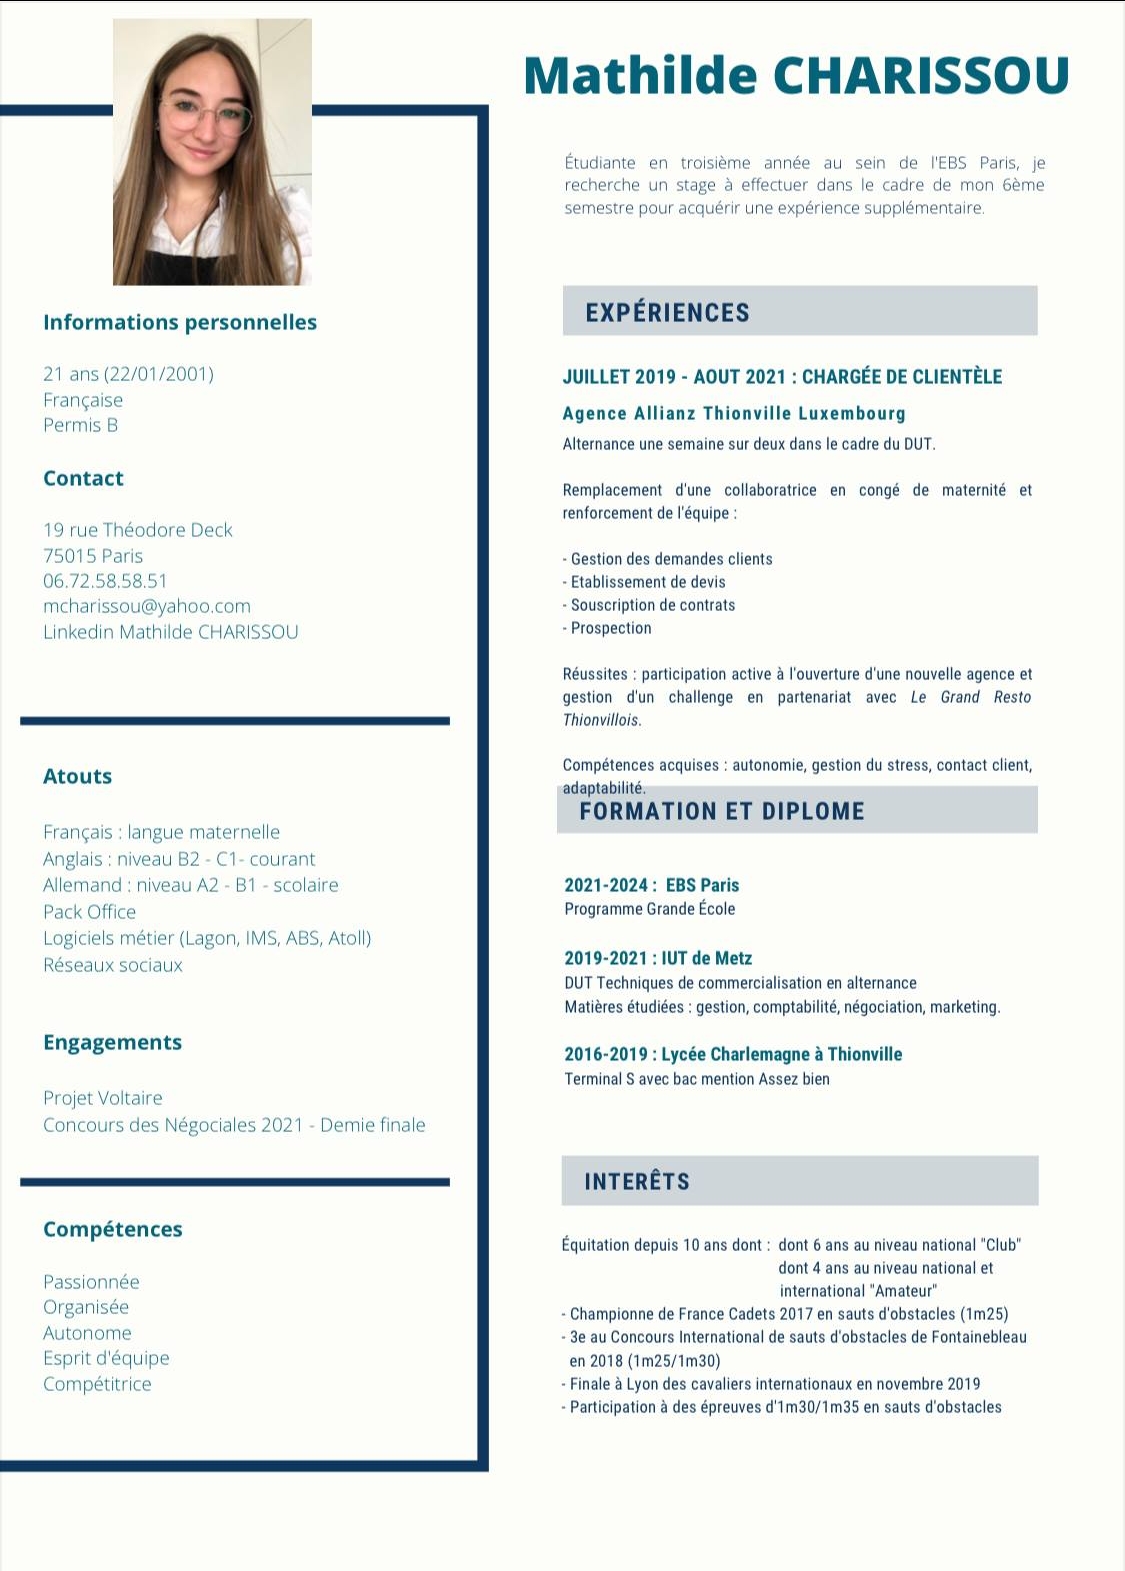 Mathilde CHARISSOU
Étudiante en troisième année au sein de l'EBS Paris, je
recherche un stage à effectuer dans le cadre de mon 6ème
semestre pour acquérir une expérience supplémentaire.
Informations personnelles
21 ans (22/01/2001)
Française
Permis B
Contact
19 rue Théodore Deck
75015 Paris
06.72.58.58.51
mcharissou@yahoo.com
Linkedin Mathilde CHARISSOU
Atouts
Français : langue maternelle
Anglais : niveau B2 - C1- courant
Allemand : niveau A2 - B1 - scolaire
Pack Office
Logiciels métier (Lagon, IMS, ABS, Atoll)
Réseaux sociaux
Engagements
Projet Voltaire
Concours des Négociales 2021 - Demie finale
Compétences
Passionnée
Organisée
Autonome
Esprit d'équipe
Compétitrice
EXPÉRIENCES
JUILLET 2019 - AOUT 2021 : CHARGÉE DE CLIENTÈLE
Agence Allianz Thionville Luxembourg
Alternance une semaine sur deux dans le cadre du DUT.
Remplacement d'une collaboratrice en congé de maternité et
renforcement de l'équipe :
- Gestion des demandes clients
- Etablissement de devis
- Souscription de contrats
- Prospection
Réussites : participation active à l'ouverture d'une nouvelle agence et
gestion d'un challenge en partenariat avec Le Grand Resto
Thionvillois.
Compétences acquises : autonomie, gestion du stress, contact client,
adaptabilité.
FORMATION ET DIPLOME
2021-2024 : EBS Paris
Programme Grande École
2019-2021 : IUT de Metz
DUT Techniques de commercialisation en alternance
Matières étudiées : gestion, comptabilité, négociation, marketing.
2016-2019 : Lycée Charlemagne à Thionville
Terminal S avec bac mention Assez bien
INTERÊTS
Équitation depuis 10 ans dont : dont 6 ans au niveau national "Club"
dont 4 ans au niveau national et
international "Amateur"
- Championne de France Cadets 2017 en sauts d'obstacles (1m25)
- 3e au Concours International de sauts d'obstacles de Fontainebleau
en 2018 (1m25/1m30)
- Finale à Lyon des cavaliers internationaux en novembre 2019
- Participation à des épreuves d'1m30/1m35 en sauts d'obstacles